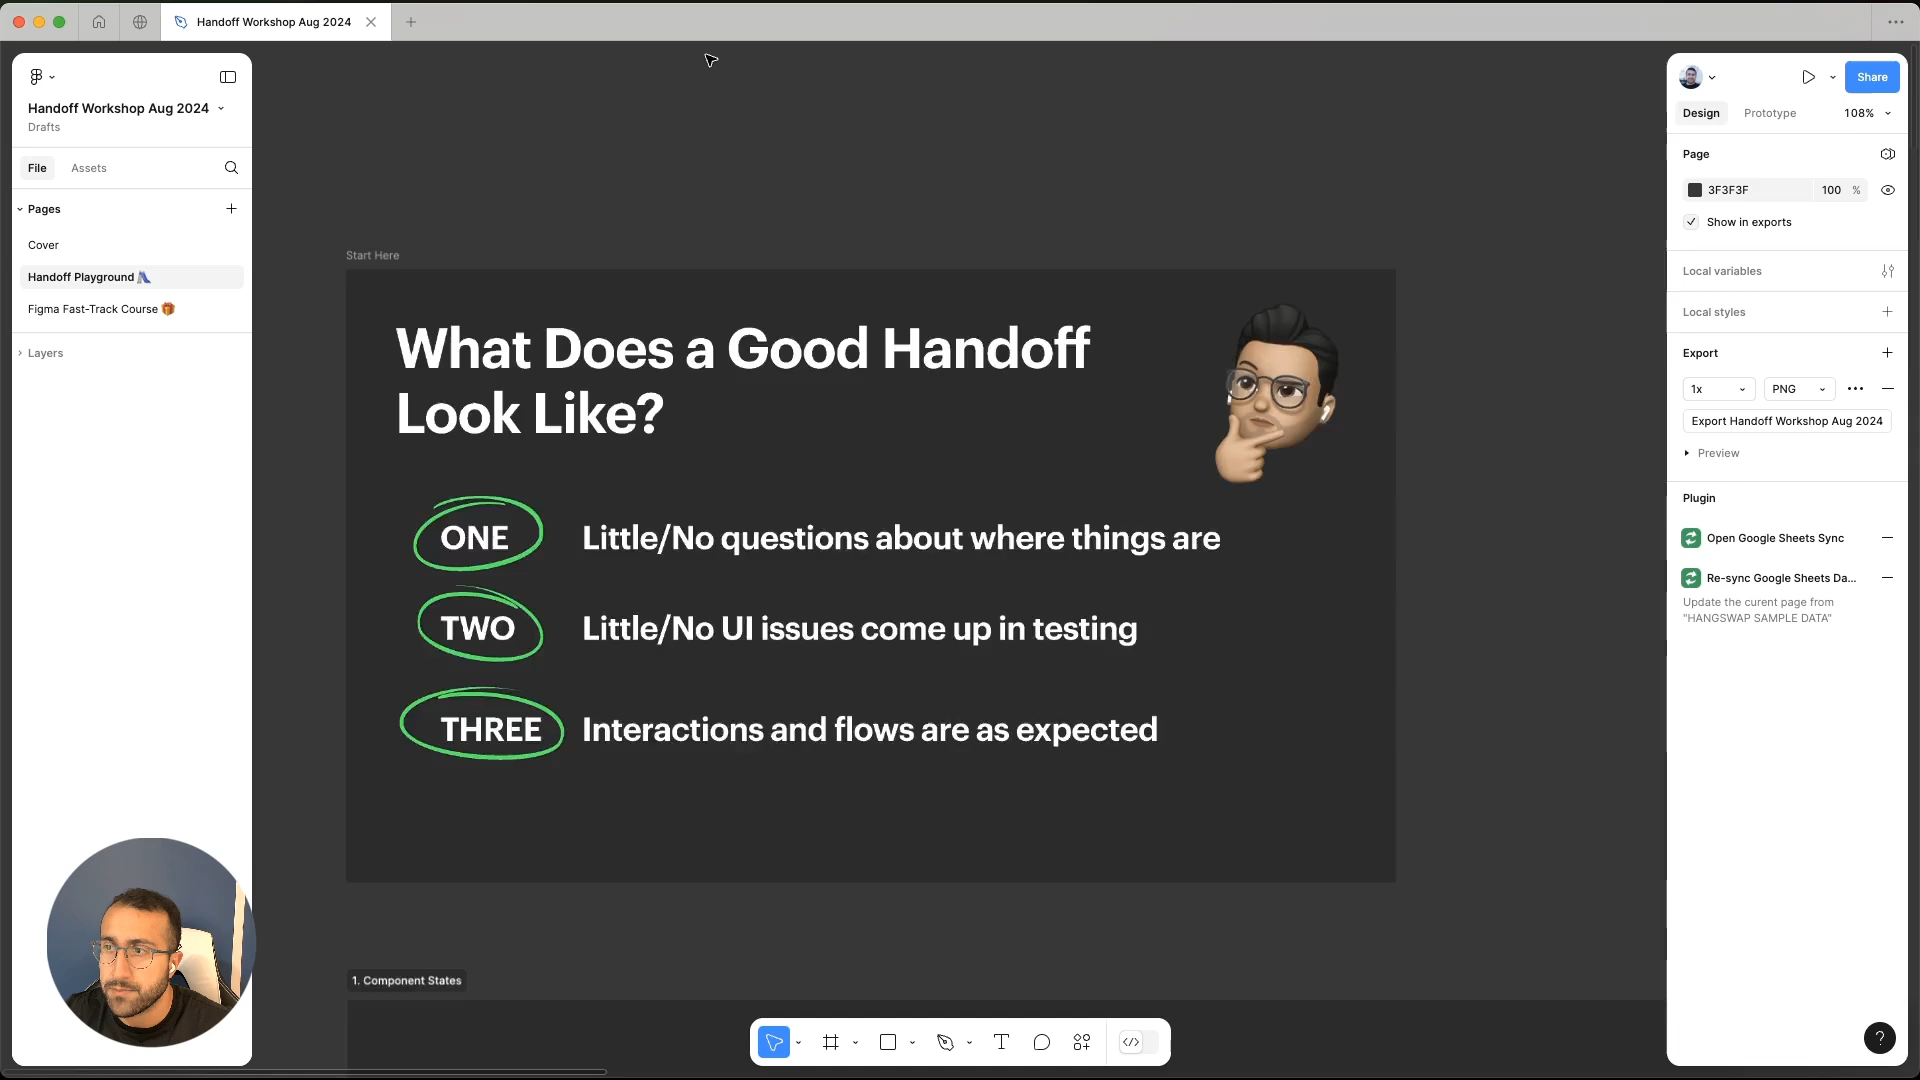 Handoff Workshop Aug 2024
Handoff Workshop Aug 2024
Drafts
File
Assets
Pages
Cover
Handoff Playground
Figma Fast-Track Course
Layers
Start Here
What Does a Good Handoff
Look Like?
ONE Little/No questions about where things are
TWO Little/No UI issues come up in testing
THREE Interactions and flows are as expected
1. Component States
Share
Design
Prototype
108%
Page
3F3F3F 100 %
Show in exports
Local variables
Local styles
Export
1x PNG
Export Handoff Workshop Aug 2024
Preview
Plugin
Open Google Sheets Sync
Re-sync Google Sheets Da...
Update the curent page from
"HANGSWAP SAMPLE DATA"
?